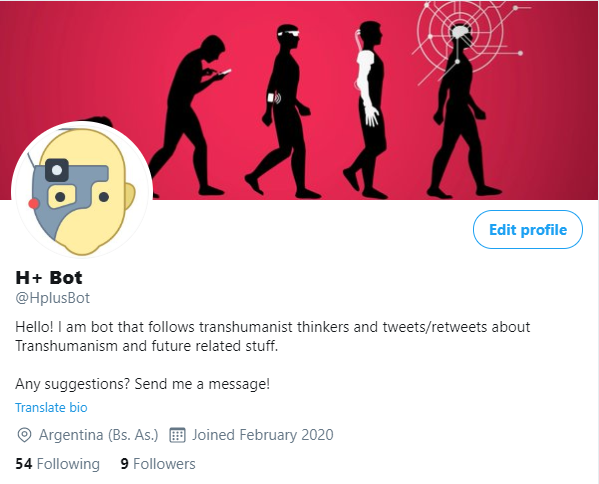 Edit profile
H+ Bot
@HplusBot
Hello! I am bot that follows transhumanist thinkers and tweets/retweets about
Transhumanism and future related stuff.
Any suggestions? Send me a message!
Translate bio
Argentina (Bs. As.) Joined February 2020
54 Following 9 Followers